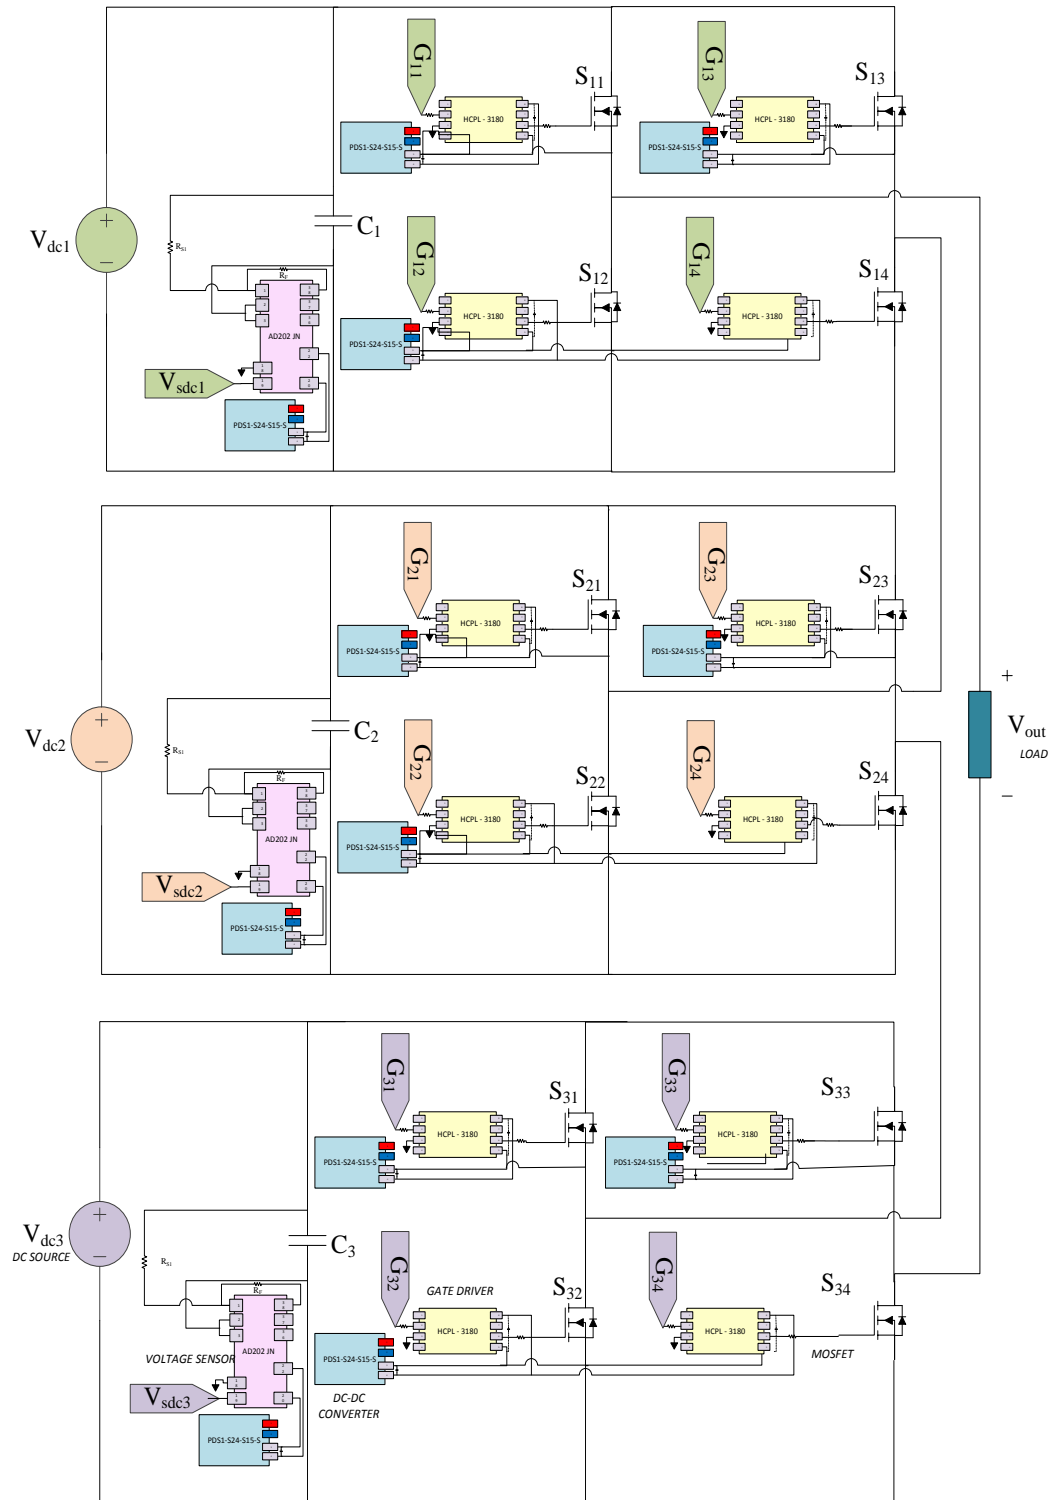 G11
G13
S11
S13
HCPL - 3180
HCPL - 3180
PDS1-S24-S15-S
PDS1-S24-S15-S
Vdc1
RS1
C1
G12
G14
S12
S14
RF
HCPL - 3180
HCPL - 3180
PDS1-S24-S15-S
AD202 JN
Vsdc1
PDS1-S24-S15-S
G21
G23
S21
S23
HCPL - 3180
HCPL - 3180
PDS1-S24-S15-S
PDS1-S24-S15-S
Vdc2
RS1
C2
G22
G24
S22
S24
RF
HCPL - 3180
HCPL - 3180
PDS1-S24-S15-S
AD202 JN
Vsdc2
PDS1-S24-S15-S
+
Vout
LOAD
−
G31
G33
S31
S33
HCPL - 3180
HCPL - 3180
PDS1-S24-S15-S
PDS1-S24-S15-S
Vdc3
DC SOURCE
RS1
C3
G32
GATE DRIVER
G34
S32
S34
RF
HCPL - 3180
HCPL - 3180
PDS1-S24-S15-S
MOSFET
VOLTAGE SENSOR
AD202 JN
Vsdc3
DC-DC
CONVERTER
PDS1-S24-S15-S